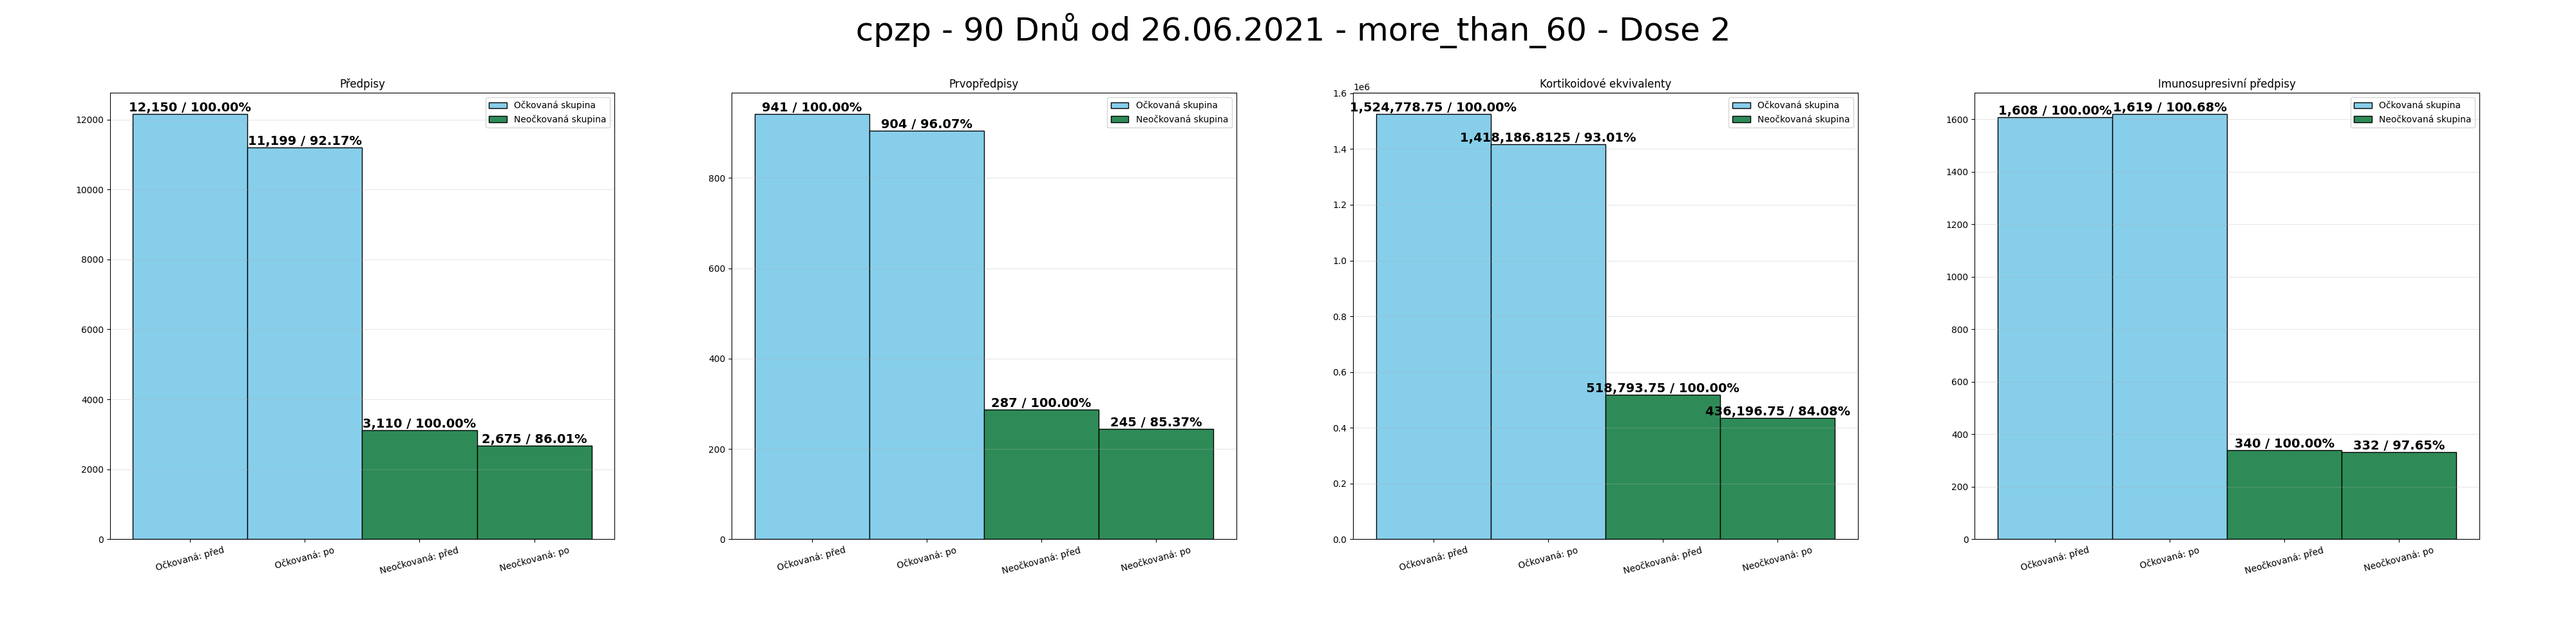 cpzp - 90 Dnů od 26.06.2021 - more_than_60 - Dose 2
Předpisy
12,150 / 100.00%
11,199 / 92.17%
3,110 / 100.00%
2,675 / 86.01%
Očkovaná skupina
Neočkovaná skupina
12000
10000
8000
6000
4000
2000
0
Očkovaná: před
Očkovaná: po
Neočkovaná: před
Neočkovaná: po
Prvopředpisy
941 / 100.00%
904 / 96.07%
287 / 100.00%
245 / 85.37%
Očkovaná skupina
Neočkovaná skupina
800
600
400
200
0
Očkovaná: před
Očkovaná: po
Neočkovaná: před
Neočkovaná: po
Kortikoidové ekvivalenty
1e6
1,524,778.75 / 100.00%
1,418,186.8125 / 93.01%
518,793.75 / 100.00%
436,196.75 / 84.08%
Očkovaná skupina
Neočkovaná skupina
1.6
1.4
1.2
1.0
0.8
0.6
0.4
0.2
0.0
Očkovaná: před
Očkovaná: po
Neočkovaná: před
Neočkovaná: po
Imunosupresivní předpisy
1,608 / 100.00%
1,619 / 100.68%
340 / 100.00%
332 / 97.65%
Očkovaná skupina
Neočkovaná skupina
1600
1400
1200
1000
800
600
400
200
0
Očkovaná: před
Očkovaná: po
Neočkovaná: před
Neočkovaná: po